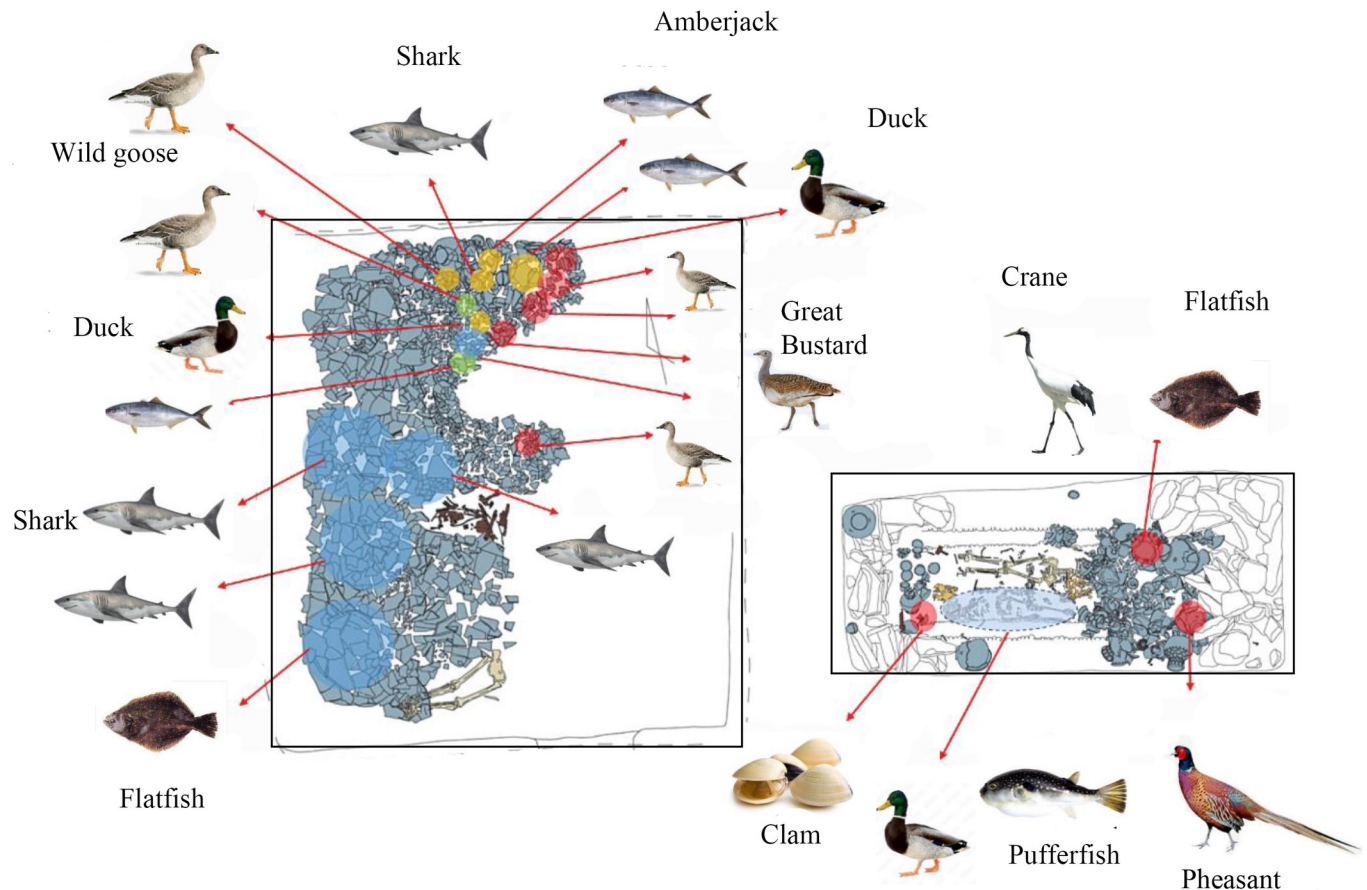 Amberjack
Shark
Duck
Wild goose
Crane
Flatfish
Great
Bustard
Duck
Shark
Flatfish
Clam
Pufferfish
Pheasant